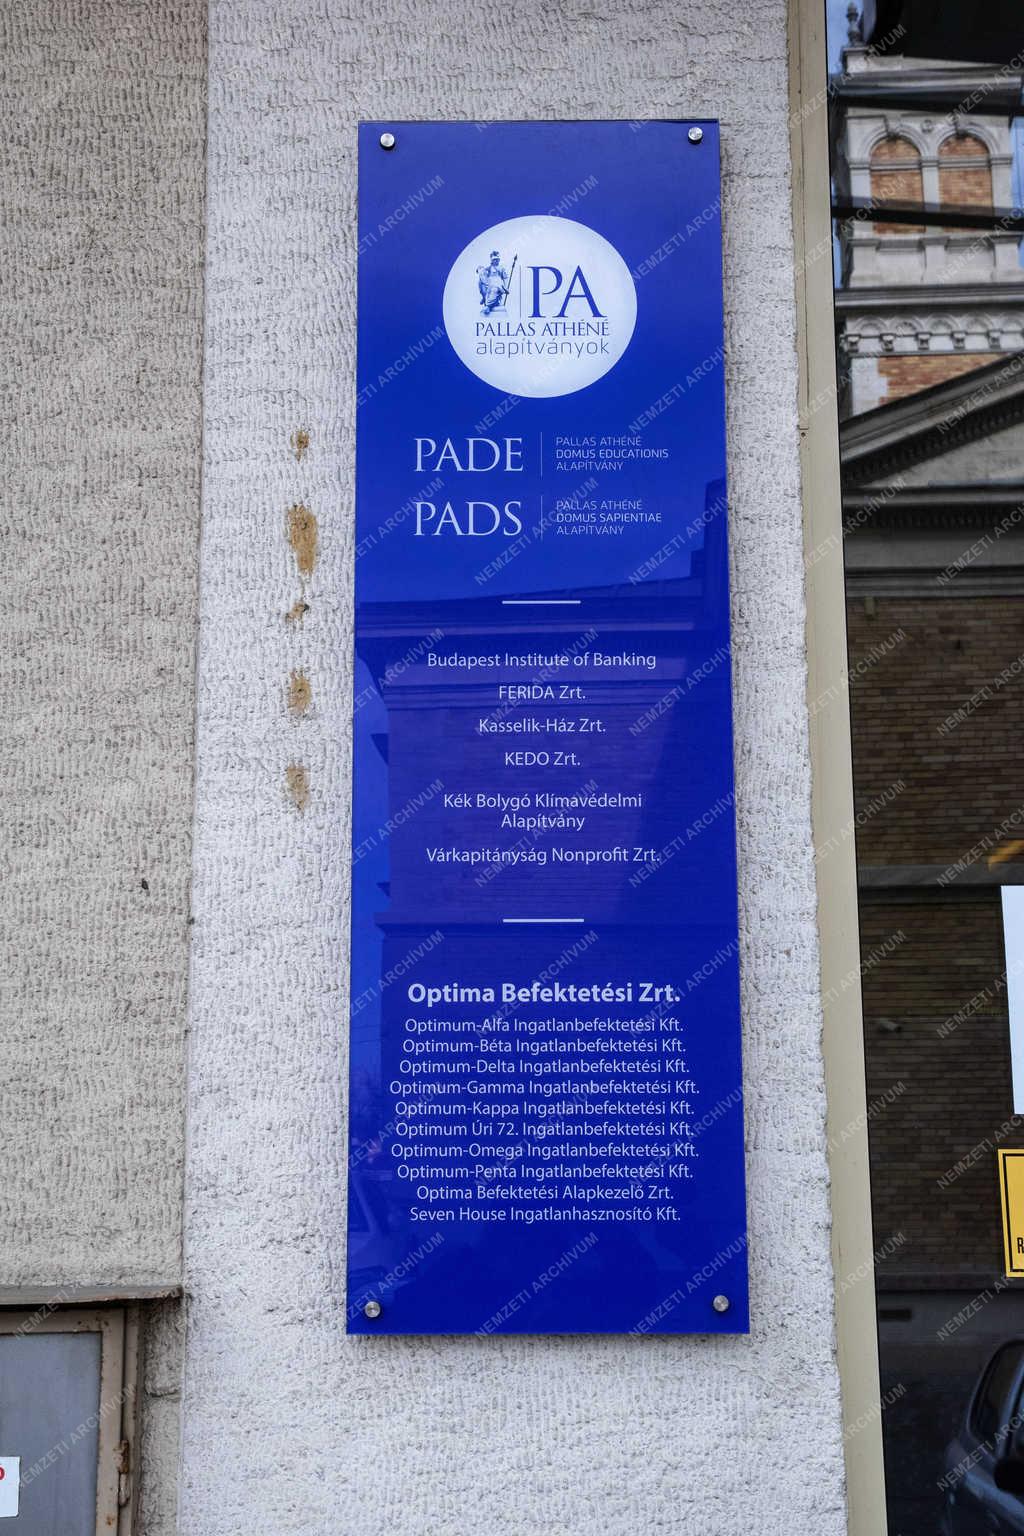 PA
PALLAS ATHÉNÉ
alapítványok
PADE
PALLAS ATHÉNÉ
DOMUS EDUCATIONIS
ALAPÍTVÁNY
PADS
PALLAS ATHÉNÉ
DOMUS SAPIENTIAE
ALAPÍTVÁNY
Budapest Institute of Banking
FERIDA Zrt.
Kasselik-Ház Zrt.
KEDO Zrt.
Kék Bolygó Klímavédelmi
Alapítvány
Várkapitányság Nonprofit Zrt.
Optima Befektetési Zrt.
Optimum-Alfa Ingatlanbefektetési Kft.
Optimum-Béta Ingatlanbefektetési Kft.
Optimum-Delta Ingatlanbefektetési Kft.
Optimum-Gamma Ingatlanbefektetési Kft.
Optimum-Kappa Ingatlanbefektetési Kft.
Optimum Úri 72. Ingatlanbefektetési Kft.
Optimum-Omega Ingatlanbefektetési Kft.
Optimum-Penta Ingatlanbefektetési Kft.
Optima Befektetési Alapkezelő Zrt.
Seven House Ingatlanhasznosító Kft.
NEMZETI ARCHÍVUM